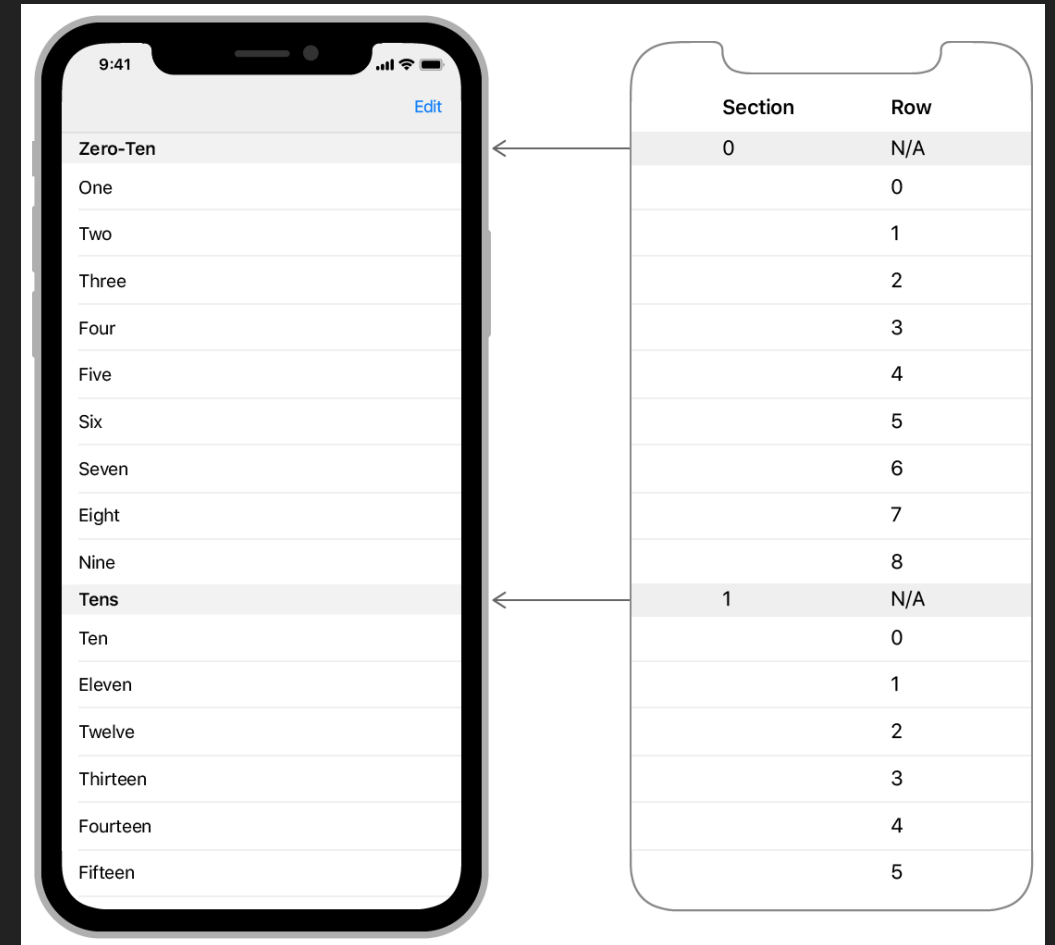 9:41
Edit
Zero-Ten
One
Two
Three
Four
Five
Six
Seven
Eight
Nine
Tens
Ten
Eleven
Twelve
Thirteen
Fourteen
Fifteen
Section Row
0 N/A
0
1
2
3
4
5
6
7
8
1 N/A
0
1
2
3
4
5